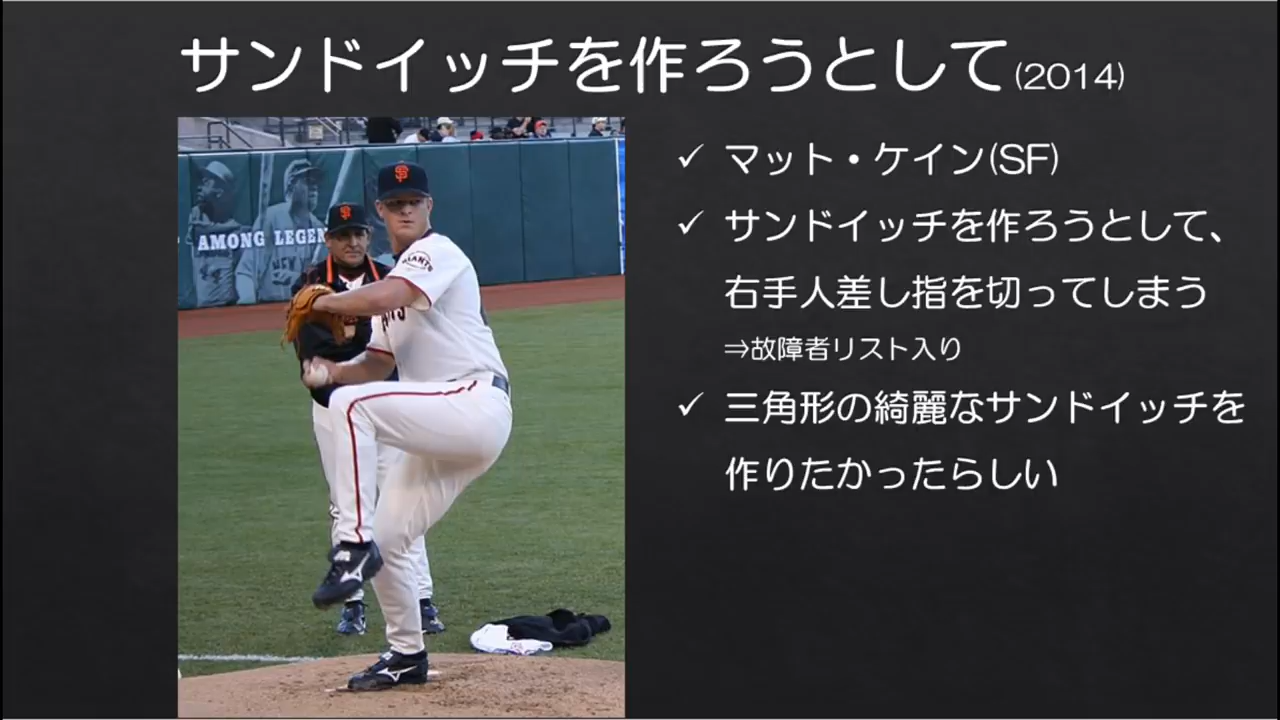 サンドイッチを作ろうとして(2014)
✓ マット・ケイン(SF)
✓ サンドイッチを作ろうとして、
右手人差し指を切ってしまう
⇒故障者リスト入り
✓ 三角形の綺麗なサンドイッチを
作りたかったらしい
AMONG LEGEN
SF
SF
GIANTS